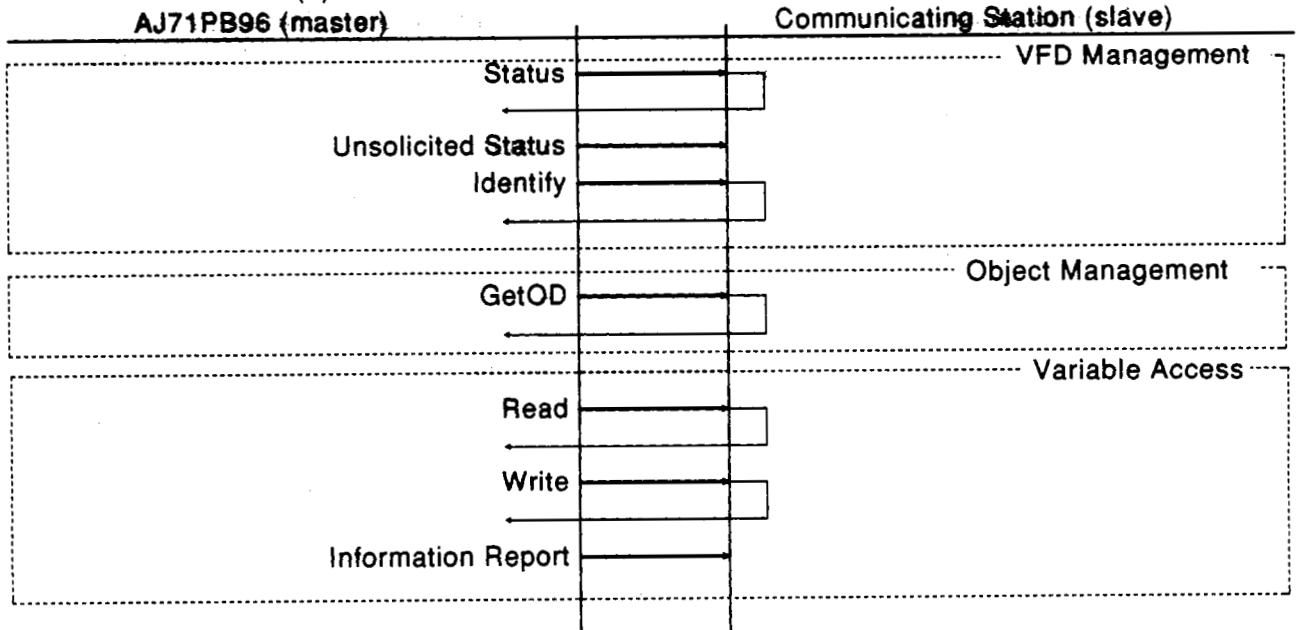 AJ71PB96 (master)
Communicating Station (slave)
VFD Management
Status
Unsolicited Status
Identify
Object Management
GetOD
Variable Access
Read
Write
Information Report